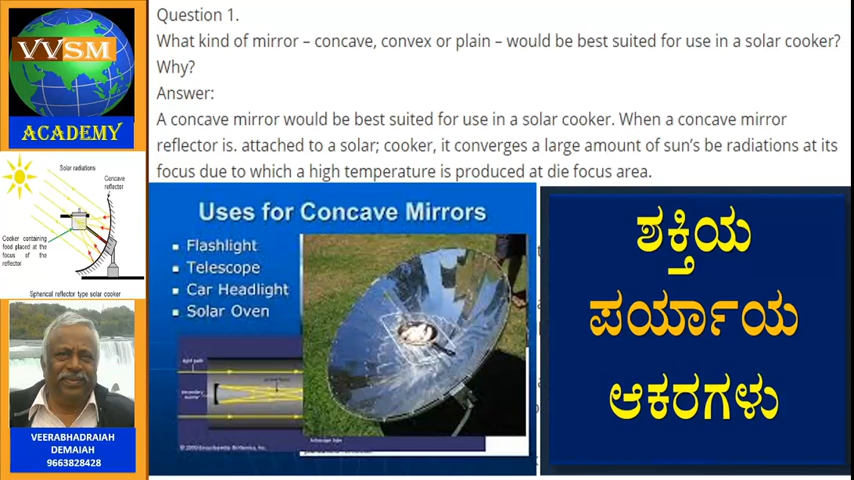 VVSM
ACADEMY
Solar radiations
Concave
reflector
Cooker containing
food placed at the
focus of the
reflector
Spherical reflector type solar cooker
VEERABHADRAIAH
DEMAIAH
9663828428
Question 1.
What kind of mirror – concave, convex or plain – would be best suited for use in a solar cooker?
Why?
Answer:
A concave mirror would be best suited for use in a solar cooker. When a concave mirror
reflector is. attached to a solar; cooker, it converges a large amount of sun's be radiations at its
focus due to which a high temperature is produced at die focus area.
Uses for Concave Mirrors
Flashlight
Telescope
Car Headlight
Solar Oven
light path
ಶಕ್ತಿಯ
ಪರ್ಯಾಯ
ಆಕರಗಳು